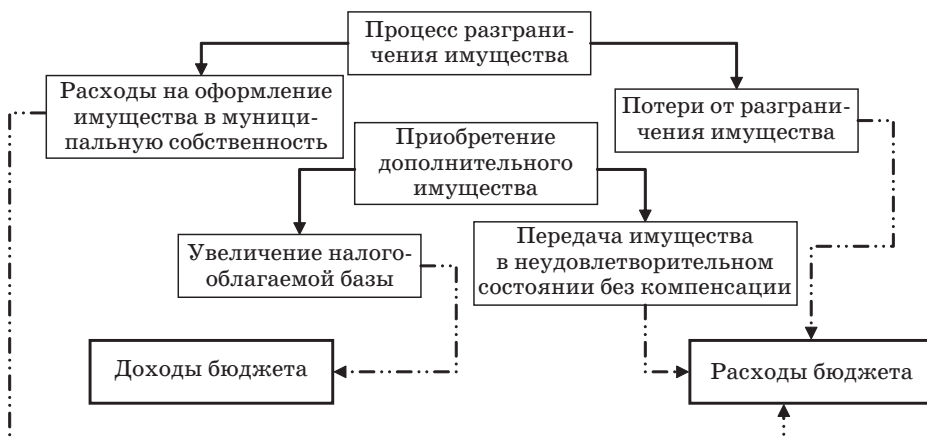 Процесс разграни-
чения имущества
Расходы на оформление
имущества в муници-
пальную собственность
Потери от разграни-
чения имущества
Приобретение
дополнительного
имущества
Увеличение налого-
облагаемой базы
Передача имущества
в неудовлетворительном
состоянии без компенсации
Доходы бюджета
Расходы бюджета